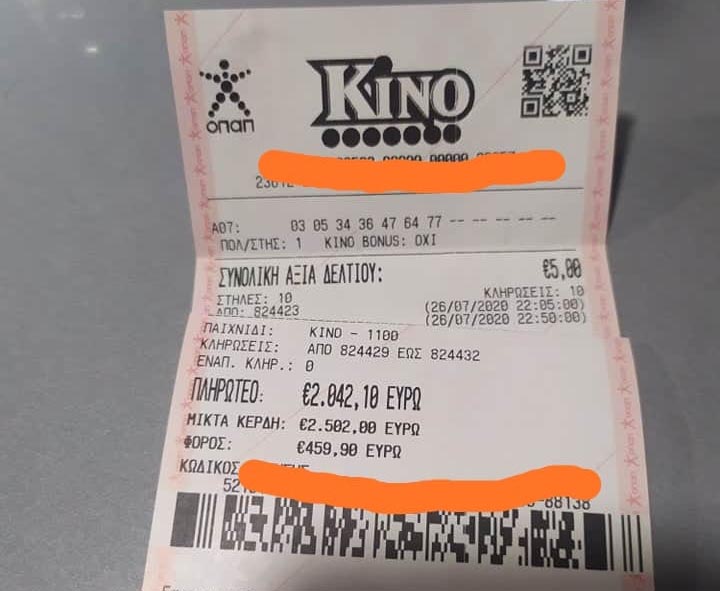 οπαπ
KINO
A07: 03 05 34 36 47 64 77 -- -- -- -- --
ΠΟΛ/ΣΤΗΣ: 1 KINO BONUS: ΟΧΙ
ΣΥΝΟΛΙΚΗ ΑΞΙΑ ΔΕΛΤΙΟΥ: €5,00
ΣΤΗΛΕΣ: 10 ΚΛΗΡΩΣΕΙΣ: 10
ΑΠΟ: 824423 (26/07/2020 22:05:00)
(26/07/2020 22:50:00)
ΠΑΙΧΝΙΔΙ: ΚΙΝΟ - 1100
ΚΛΗΡΩΣΕΙΣ: ΑΠΟ 824429 ΕΩΣ 824432
ΕΝΑΠ. ΚΛΗΡ.: 0
ΠΛΗΡΩΤΕΟ: €2.042,10 ΕΥΡΩ
ΜΙΚΤΑ ΚΕΡΔΗ: €2.502,00 ΕΥΡΩ
ΦΟΡΟΣ: €459,90 ΕΥΡΩ
ΚΩΔΙΚΟΣ
-88138